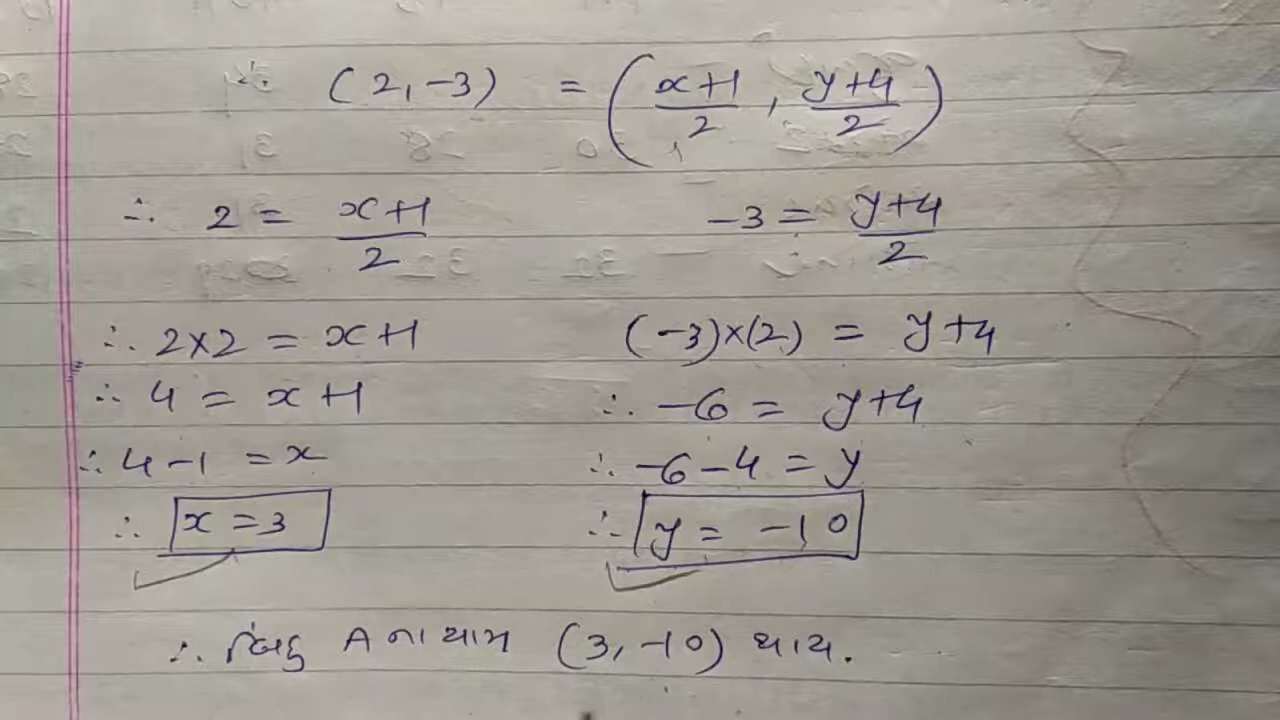 ∴ (2, -3) = ( x+1/2 , y+4/2 )
∴ 2 = x+1/2    -3 = y+4/2
∴ 2×2 = x+1    (-3)×(2) = y+4
∴ 4 = x+1    ∴ -6 = y+4
∴ 4-1 = x    ∴ -6-4 = y
∴ x = 3    ∴ y = -10
∴ બિંદુ A ના યામ (3, -10) થાય.